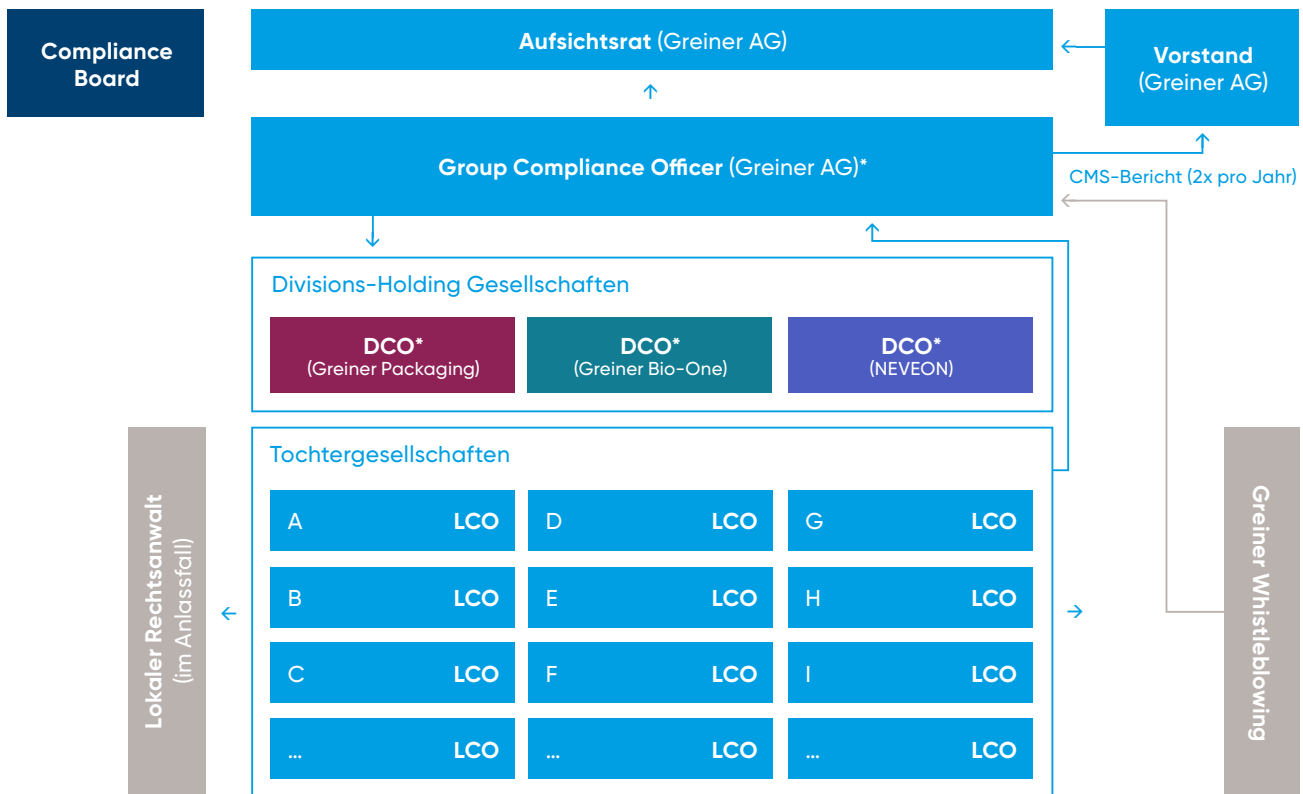 Compliance
Board
Aufsichtsrat (Greiner AG)
Vorstand
(Greiner AG)
Group Compliance Officer (Greiner AG)*
CMS-Bericht (2x pro Jahr)
Divisions-Holding Gesellschaften
DCO*
(Greiner Packaging)
DCO*
(Greiner Bio-One)
DCO*
(NEVEON)
Lokaler Rechtsanwalt
(im Anlassfall)
Tochtergesellschaften
A LCO
D LCO
G LCO
B LCO
E LCO
H LCO
C LCO
F LCO
I LCO
... LCO
... LCO
... LCO
Greiner Whistleblowing